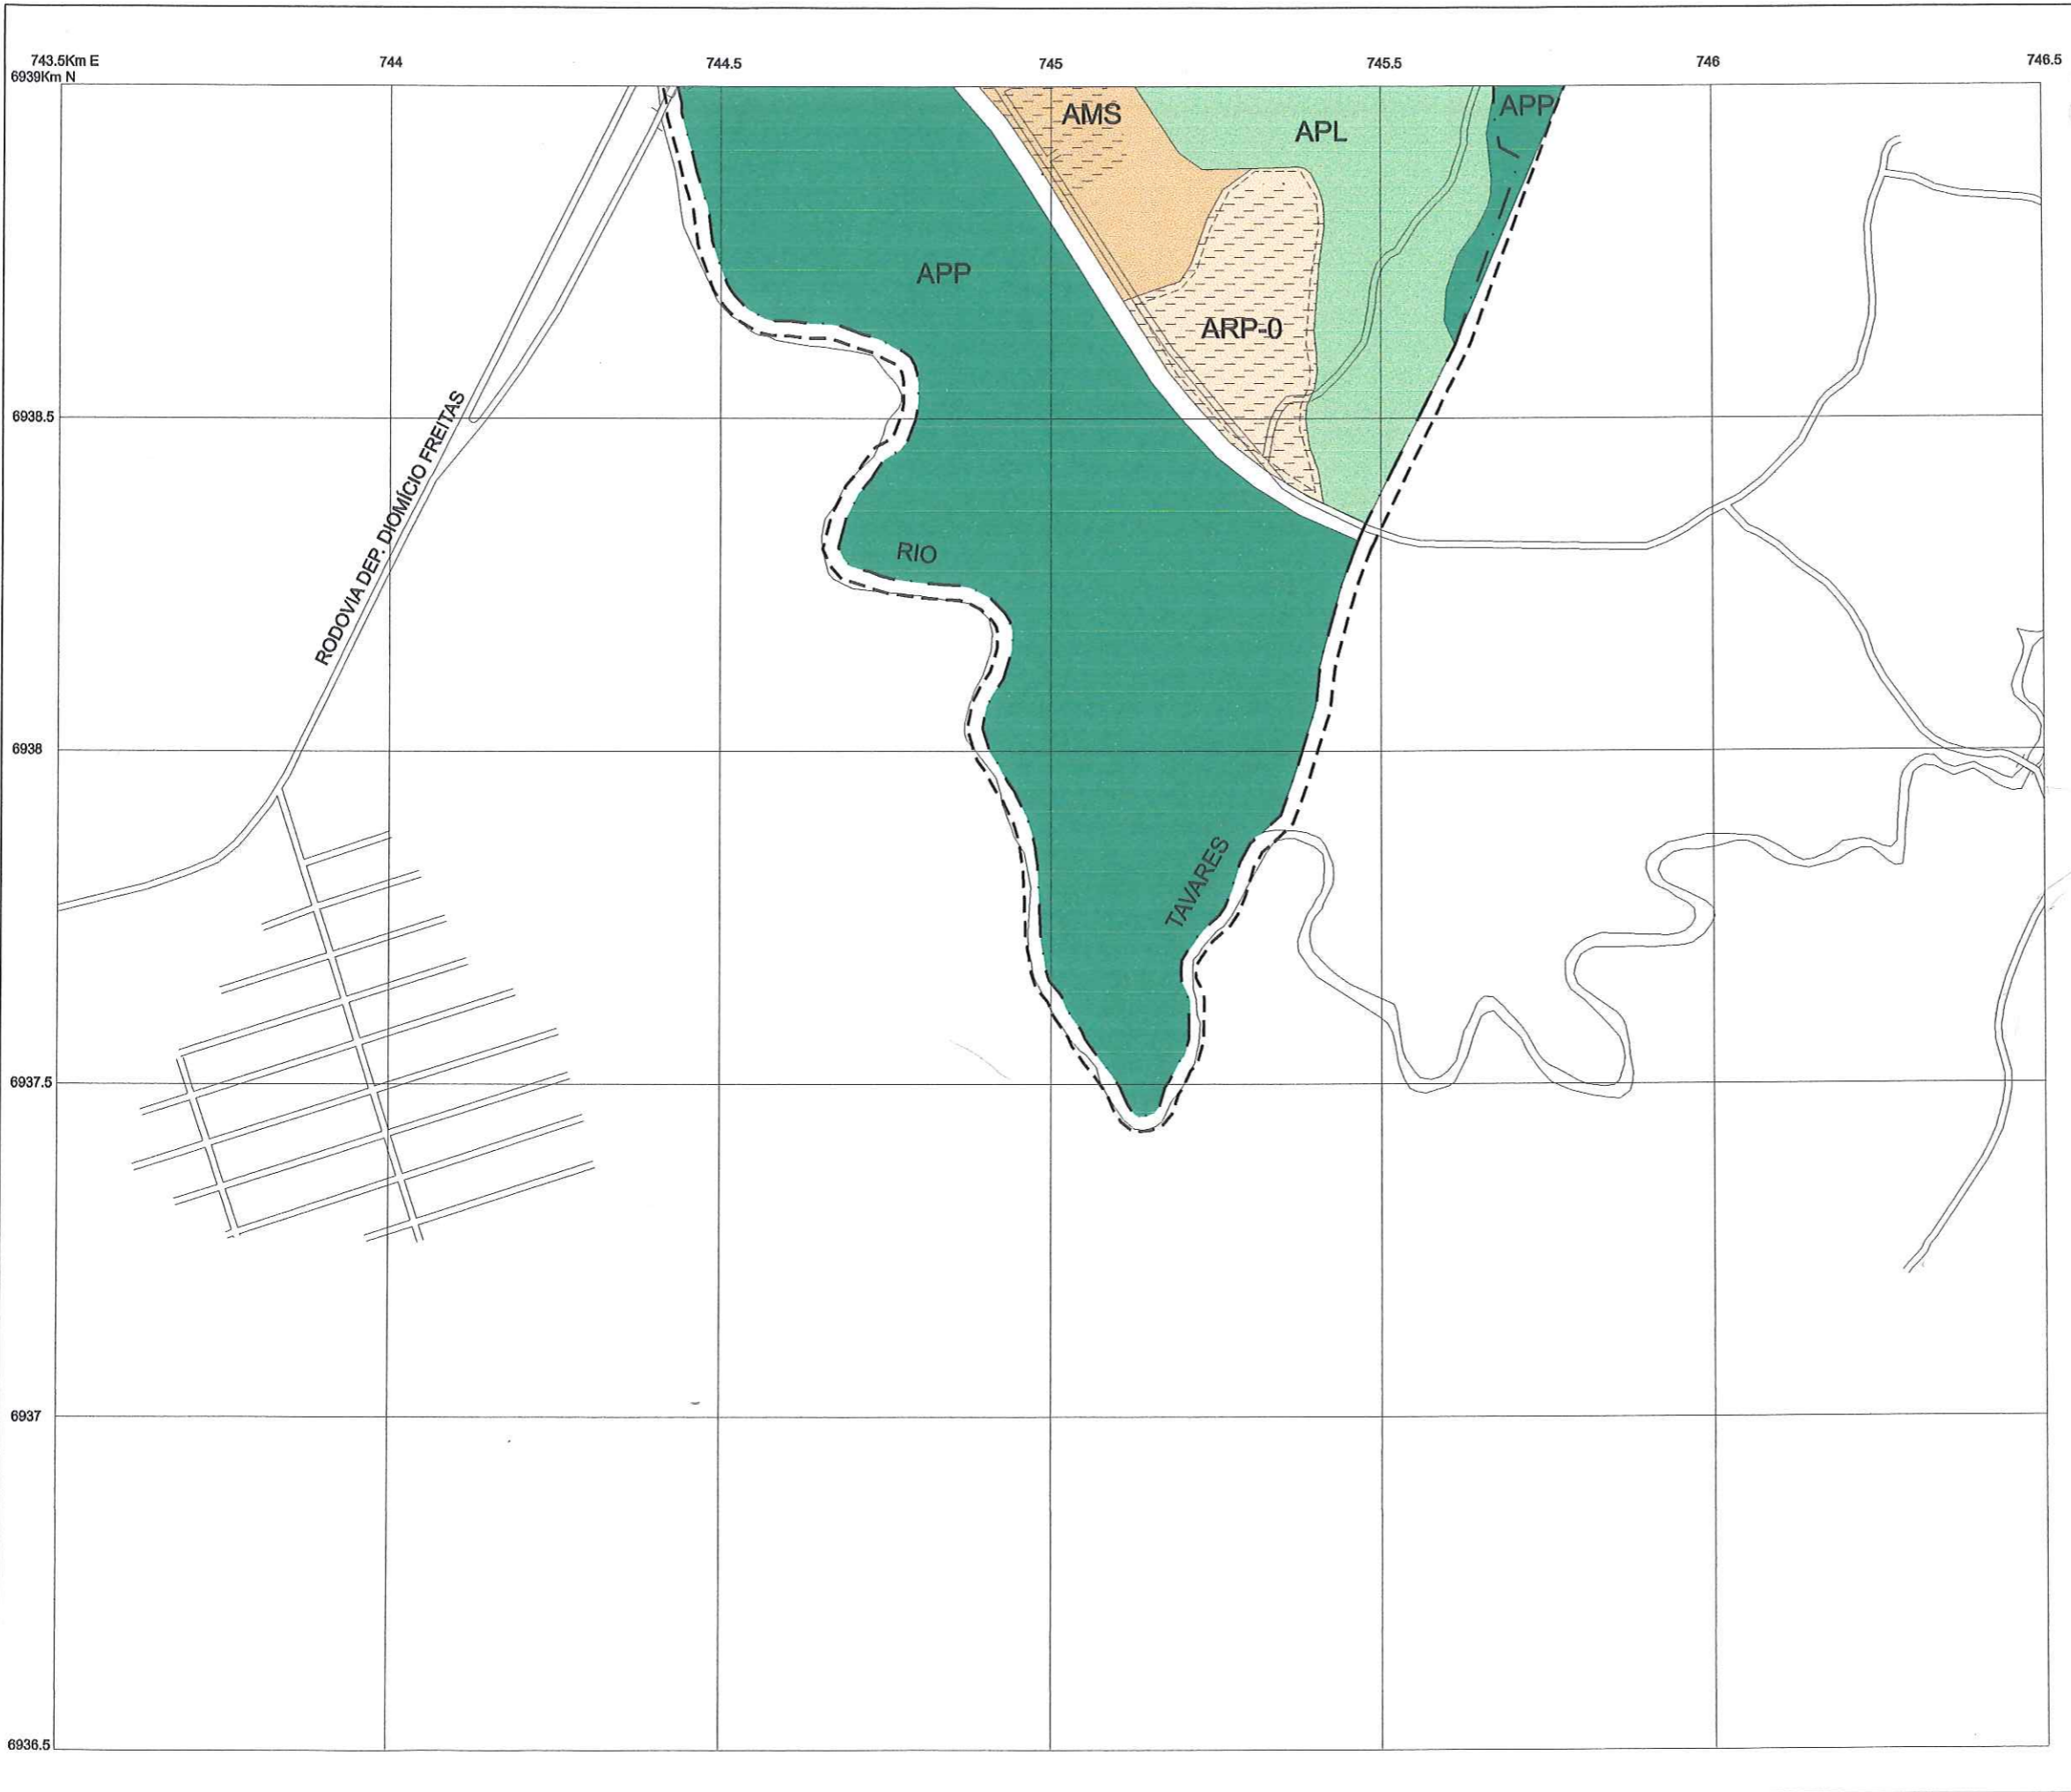 743.5Km E
744
744.5
745
745.5
746
746.5
6939Km N
AMS
APL
APP
APP
ARP-0
6938.5
RODOVIA DEP. DIOMÍCIO FREITAS
RIO
6938
TAVARES
6937.5
6937
6936.5